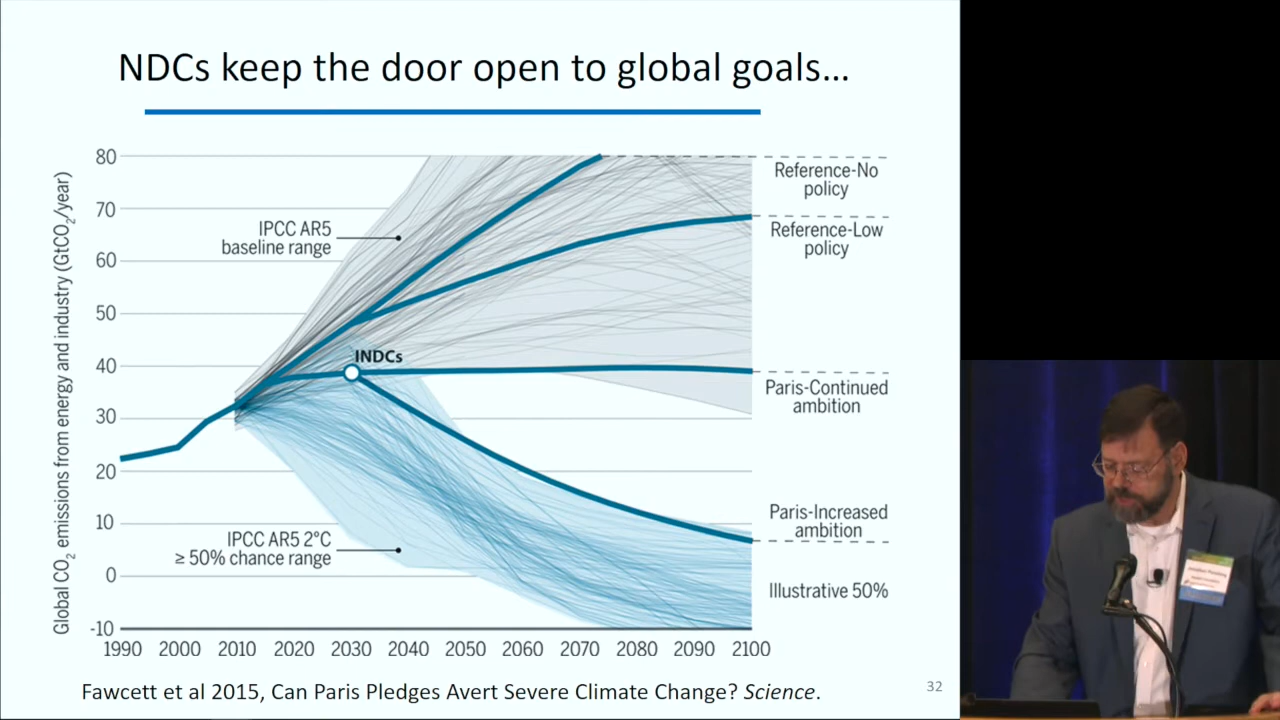 NDCs keep the door open to global goals…
Global CO₂ emissions from energy and industry (GtCO₂/year)
80
70
60
50
40
30
20
10
0
-10
IPCC AR5
baseline range
INDCs
IPCC AR5 2°C
≥ 50% chance range
Reference-No
policy
Reference-Low
policy
Paris-Continued
ambition
Paris-Increased
ambition
Illustrative 50%
1990 2000 2010 2020 2030 2040 2050 2060 2070 2080 2090 2100
Fawcett et al 2015, Can Paris Pledges Avert Severe Climate Change? Science.
32